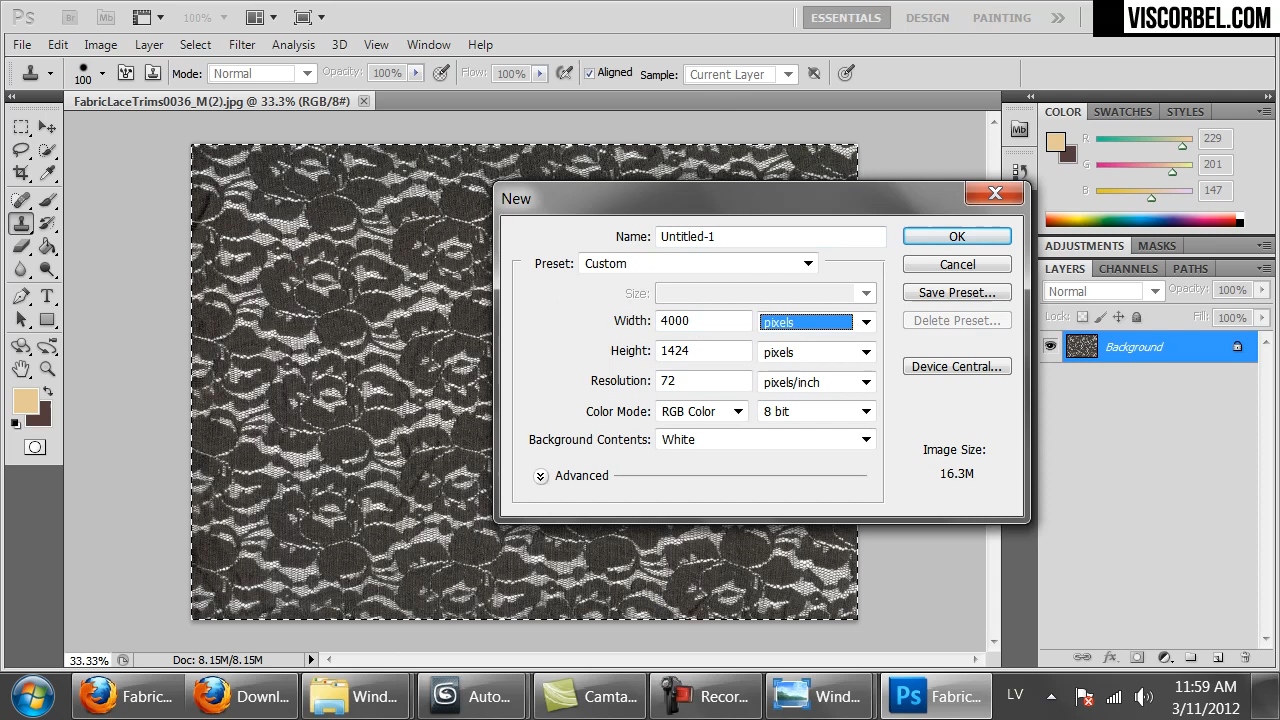 Ps Br Mb 100% ESSENTIALS DESIGN PAINTING VISCORBEL.COM
File Edit Image Layer Select Filter Analysis 3D View Window Help
100 Mode: Normal Opacity: 100% Flow: 100% Aligned Sample: Current Layer
FabricLaceTrims0036_M(2).jpg @ 33.3% (RGB/8#)
COLOR SWATCHES STYLES
Mb
R 229
G 201
B 147
New
Name: Untitled-1 OK
Preset: Custom Cancel
Size:
Save Preset...
Width: 4000 pixels Delete Preset...
Height: 1424 pixels
Device Central...
Resolution: 72 pixels/inch
Color Mode: RGB Color 8 bit
Background Contents: White
Image Size:
16.3M
Advanced
ADJUSTMENTS MASKS
LAYERS CHANNELS PATHS
Normal Opacity: 100%
Lock: Fill: 100%
Background
T
33.33% Doc: 8.15M/8.15M
Fabric... Downl... Wind... Auto... Camta... Recor... Wind... Ps Fabric... LV 11:59 AM
3/11/2012